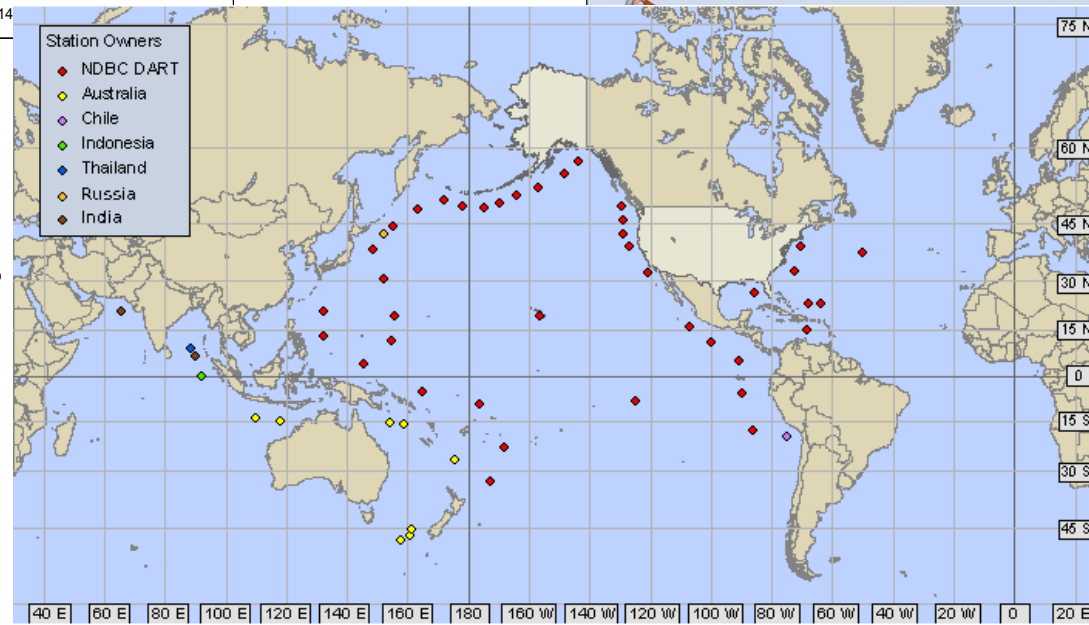 14
Station Owners
NDBC DART
Australia
Chile
Indonesia
Thailand
Russia
India
75 N
60 N
45 N
30 N
15 N
0
15 S
30 S
45 S
40 E 60 E 80 E 100 E 120 E 140 E 160 E 180 160 W 140 W 120 W 100 W 80 W 60 W 40 W 20 W 0 20 E